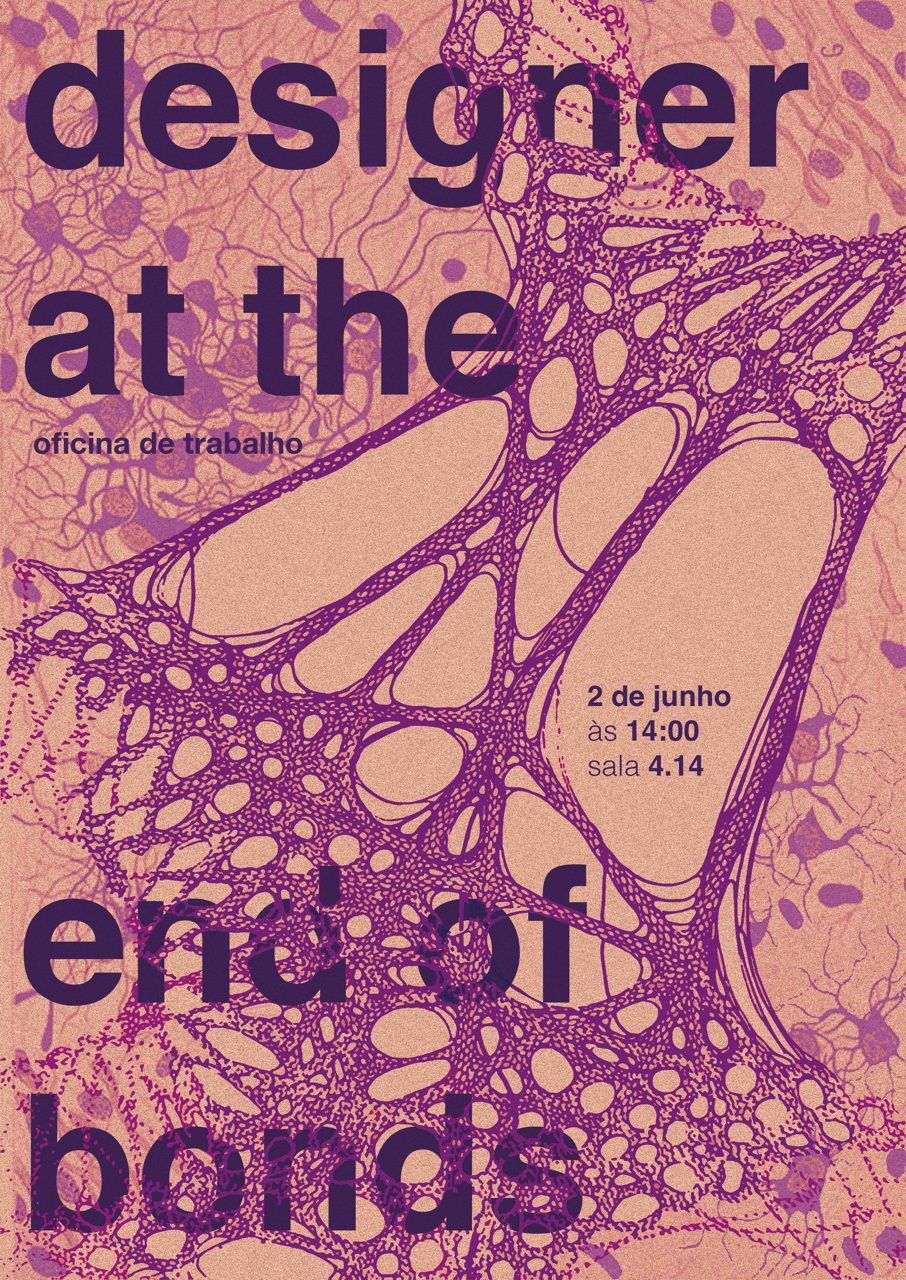 designer
at the
oficina de trabalho
2 de junho
às 14:00
sala 4.14
end of
bonds